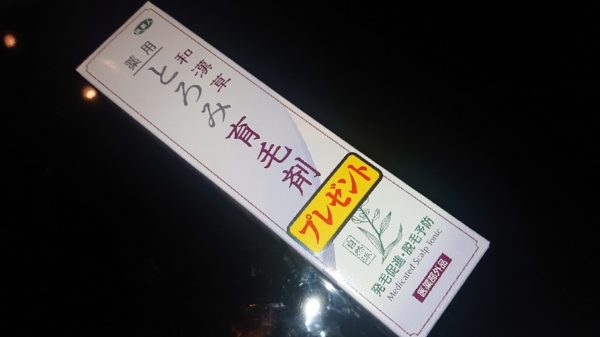 薬用
和漢草
とろみ育毛剤
プレゼント
自然派
発毛促進・脱毛予防
Medicated Scalp Tonic
医薬部外品